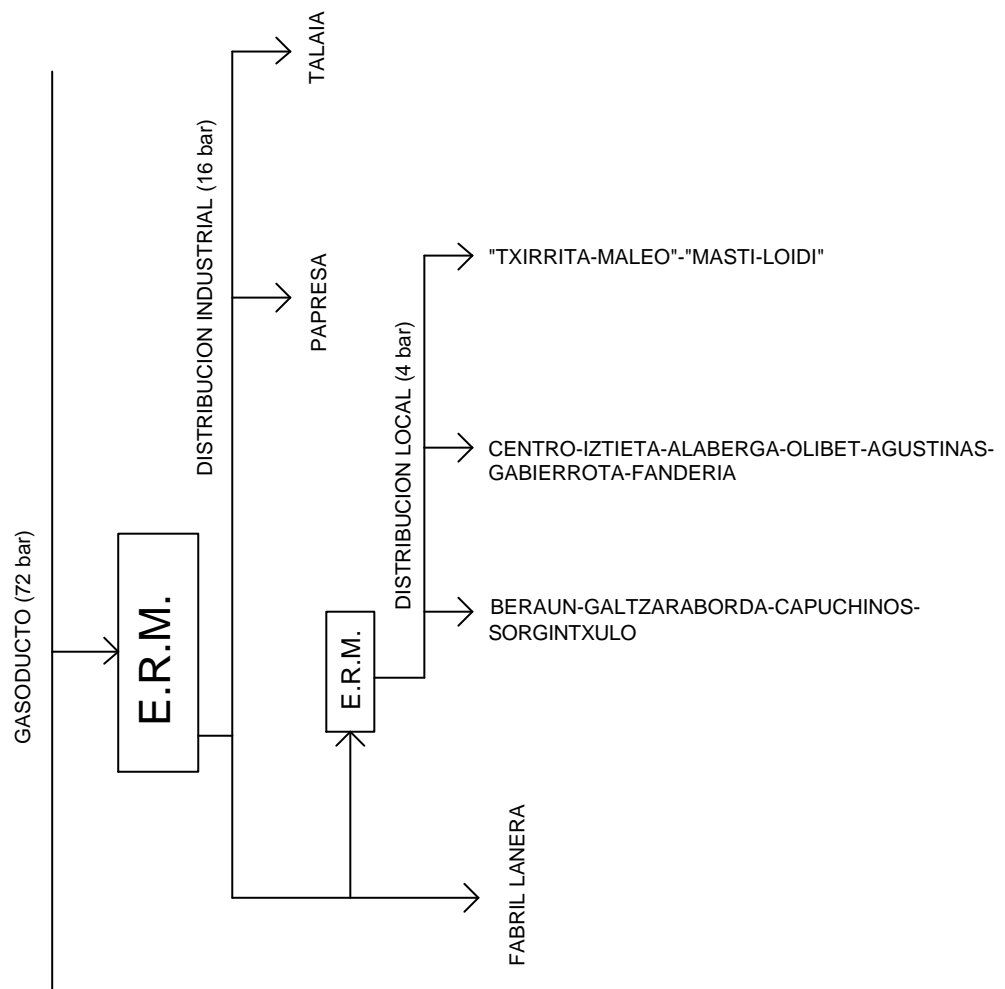 GASODUCTO (72 bar)
E.R.M.
DISTRIBUCION INDUSTRIAL (16 bar)
TALAIA
PAPRESA
FABRIL LANERA
E.R.M.
DISTRIBUCION LOCAL (4 bar)
"TXIRRITA-MALEO"-"MASTI-LOIDI"
CENTRO-IZTIETA-ALABERGA-OLIBET-AGUSTINAS-
GABIERROTA-FANDERIA
BERAUN-GALTZARABORDA-CAPUCHINOS-
SORGINTXULO